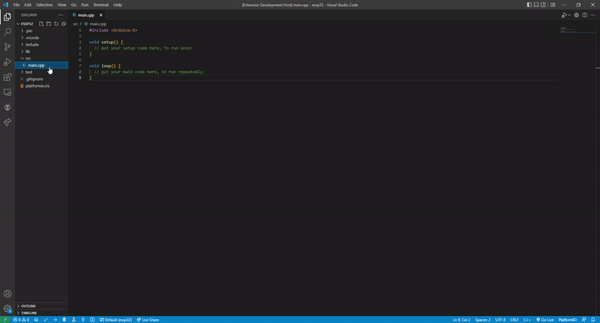 File Edit Selection View Go Run Terminal Help
[Extension Development Host] main.cpp - esp32 - Visual Studio Code
EXPLORER
ESP32
.pio
.vscode
include
lib
src
main.cpp
test
.gitignore
platformio.ini
OUTLINE
TIMELINE
main.cpp
src > main.cpp
1 #include <Arduino.h>
2
3 void setup() {
4 // put your setup code here, to run once:
5 }
6
7 void loop() {
8 // put your main code here, to run repeatedly:
9 }
0 0
Default (esp32)
Live Share
Ln 9, Col 2
Spaces: 2
UTF-8
CRLF
C++
Go Live
PlatformIO